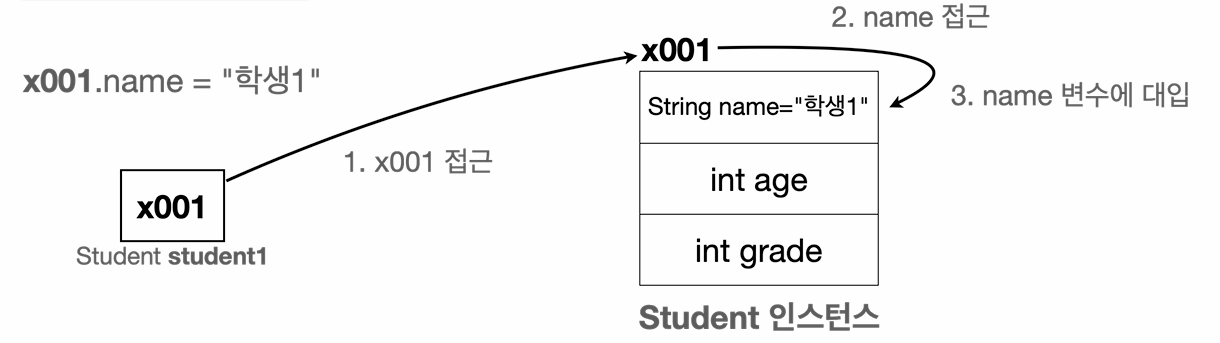 2. name 접근
x001
x001.name = "학생1"
String name="학생1"
3. name 변수에 대입
1. x001 접근
x001
int age
Student student1
int grade
Student 인스턴스